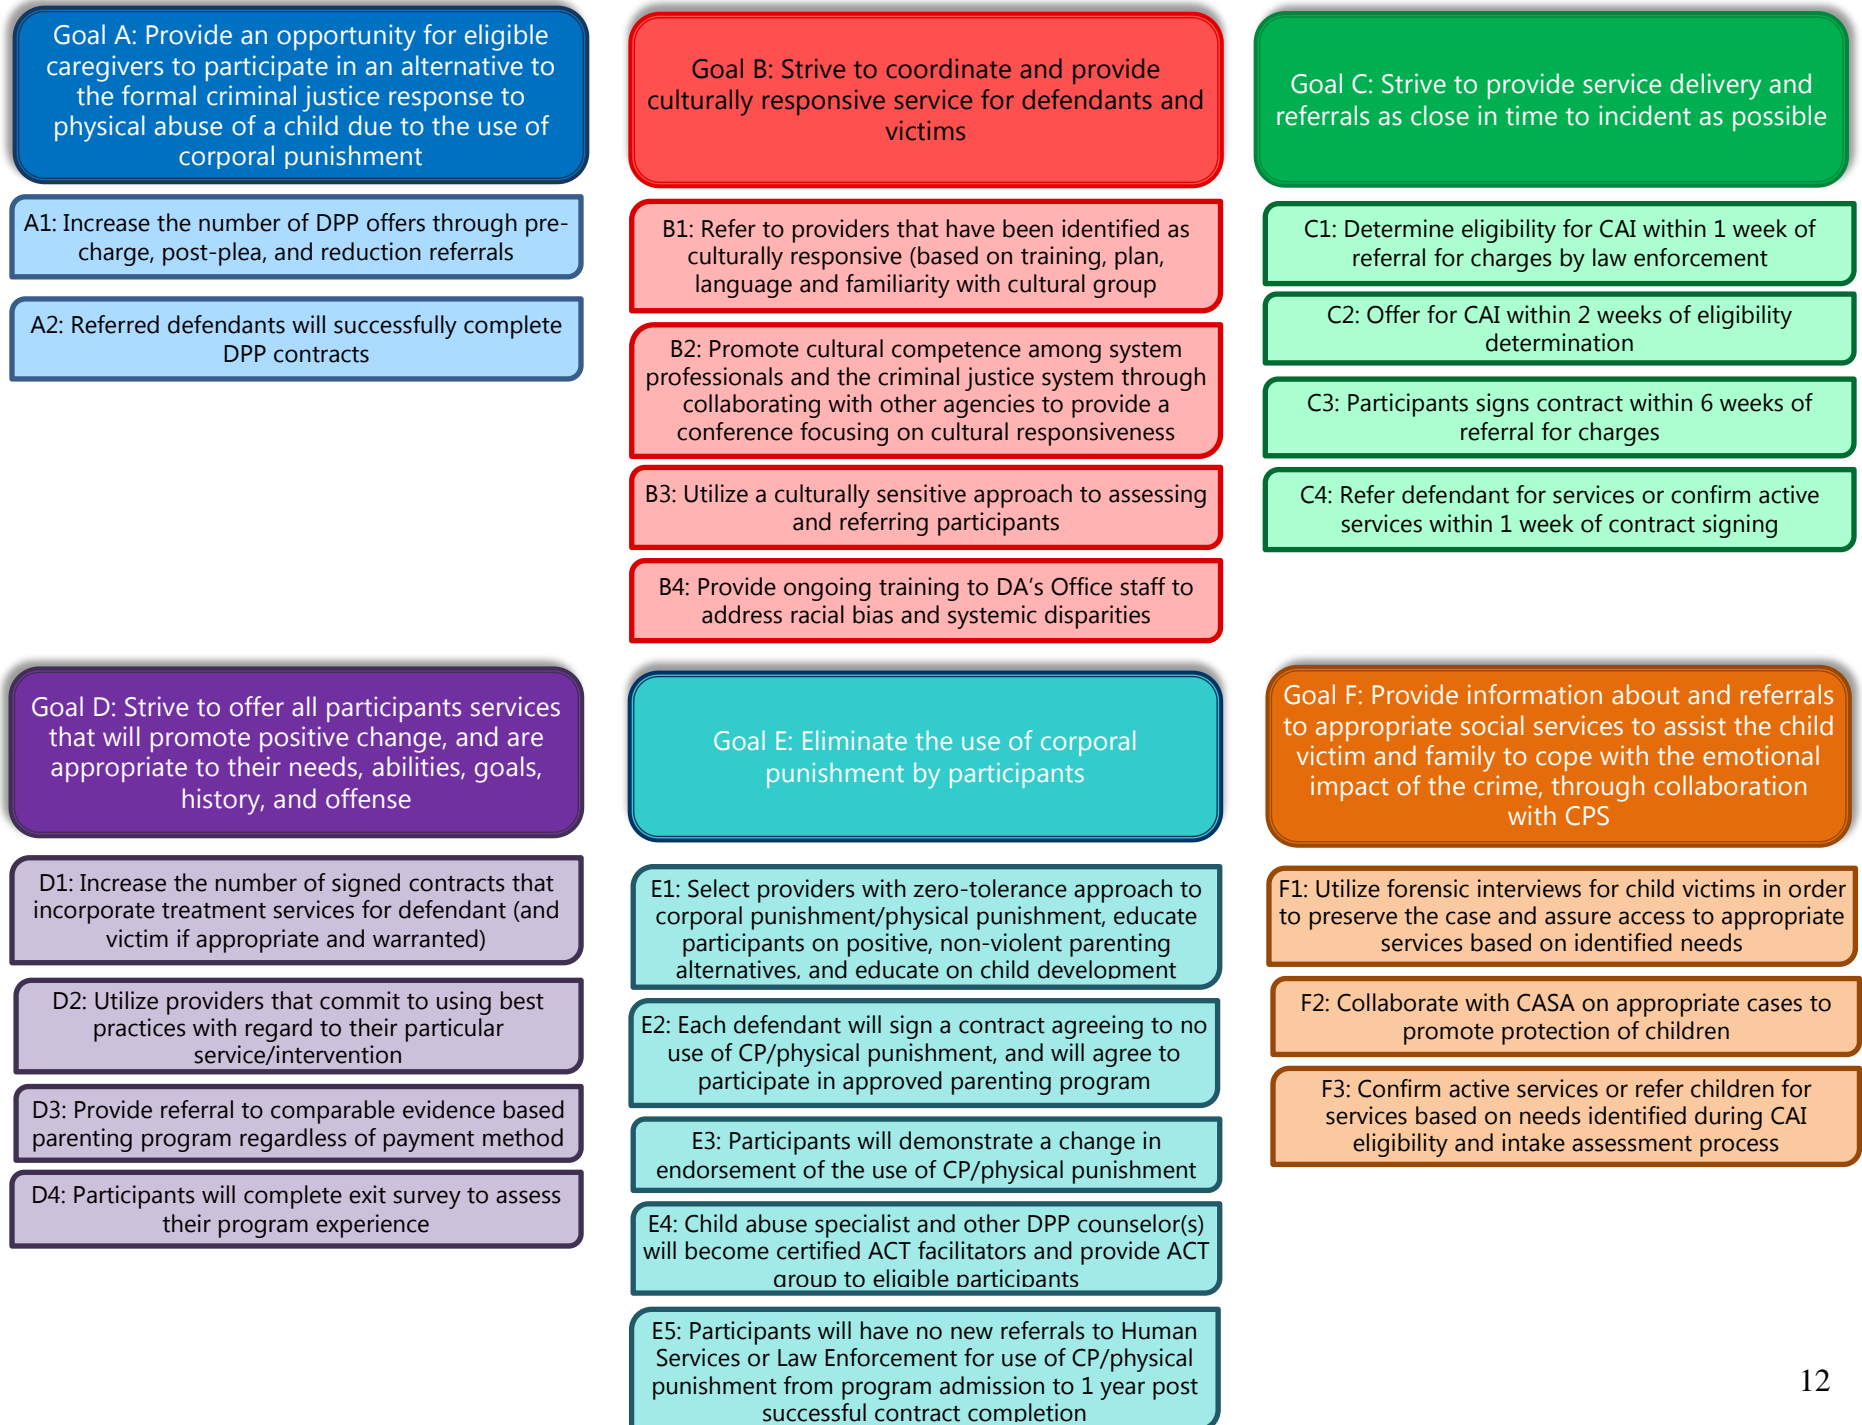 Goal A: Provide an opportunity for eligible
caregivers to participate in an alternative to
the formal criminal justice response to
physical abuse of a child due to the use of
corporal punishment
A1: Increase the number of DPP offers through pre-
charge, post-plea, and reduction referrals
A2: Referred defendants will successfully complete
DPP contracts
Goal B: Strive to coordinate and provide
culturally responsive service for defendants and
victims
B1: Refer to providers that have been identified as
culturally responsive (based on training, plan,
language and familiarity with cultural group
B2: Promote cultural competence among system
professionals and the criminal justice system through
collaborating with other agencies to provide a
conference focusing on cultural responsiveness
B3: Utilize a culturally sensitive approach to assessing
and referring participants
B4: Provide ongoing training to DA's Office staff to
address racial bias and systemic disparities
Goal C: Strive to provide service delivery and
referrals as close in time to incident as possible
C1: Determine eligibility for CAI within 1 week of
referral for charges by law enforcement
C2: Offer for CAI within 2 weeks of eligibility
determination
C3: Participants signs contract within 6 weeks of
referral for charges
C4: Refer defendant for services or confirm active
services within 1 week of contract signing
Goal D: Strive to offer all participants services
that will promote positive change, and are
appropriate to their needs, abilities, goals,
history, and offense
D1: Increase the number of signed contracts that
incorporate treatment services for defendant (and
victim if appropriate and warranted)
D2: Utilize providers that commit to using best
practices with regard to their particular
service/intervention
D3: Provide referral to comparable evidence based
parenting program regardless of payment method
D4: Participants will complete exit survey to assess
their program experience
Goal E: Eliminate the use of corporal
punishment by participants
E1: Select providers with zero-tolerance approach to
corporal punishment/physical punishment, educate
participants on positive, non-violent parenting
alternatives, and educate on child development
E2: Each defendant will sign a contract agreeing to no
use of CP/physical punishment, and will agree to
participate in approved parenting program
E3: Participants will demonstrate a change in
endorsement of the use of CP/physical punishment
E4: Child abuse specialist and other DPP counselor(s)
will become certified ACT facilitators and provide ACT
group to eligible participants
E5: Participants will have no new referrals to Human
Services or Law Enforcement for use of CP/physical
punishment from program admission to 1 year post
successful contract completion
Goal F: Provide information about and referrals
to appropriate social services to assist the child
victim and family to cope with the emotional
impact of the crime, through collaboration
with CPS
F1: Utilize forensic interviews for child victims in order
to preserve the case and assure access to appropriate
services based on identified needs
F2: Collaborate with CASA on appropriate cases to
promote protection of children
F3: Confirm active services or refer children for
services based on needs identified during CAI
eligibility and intake assessment process
12